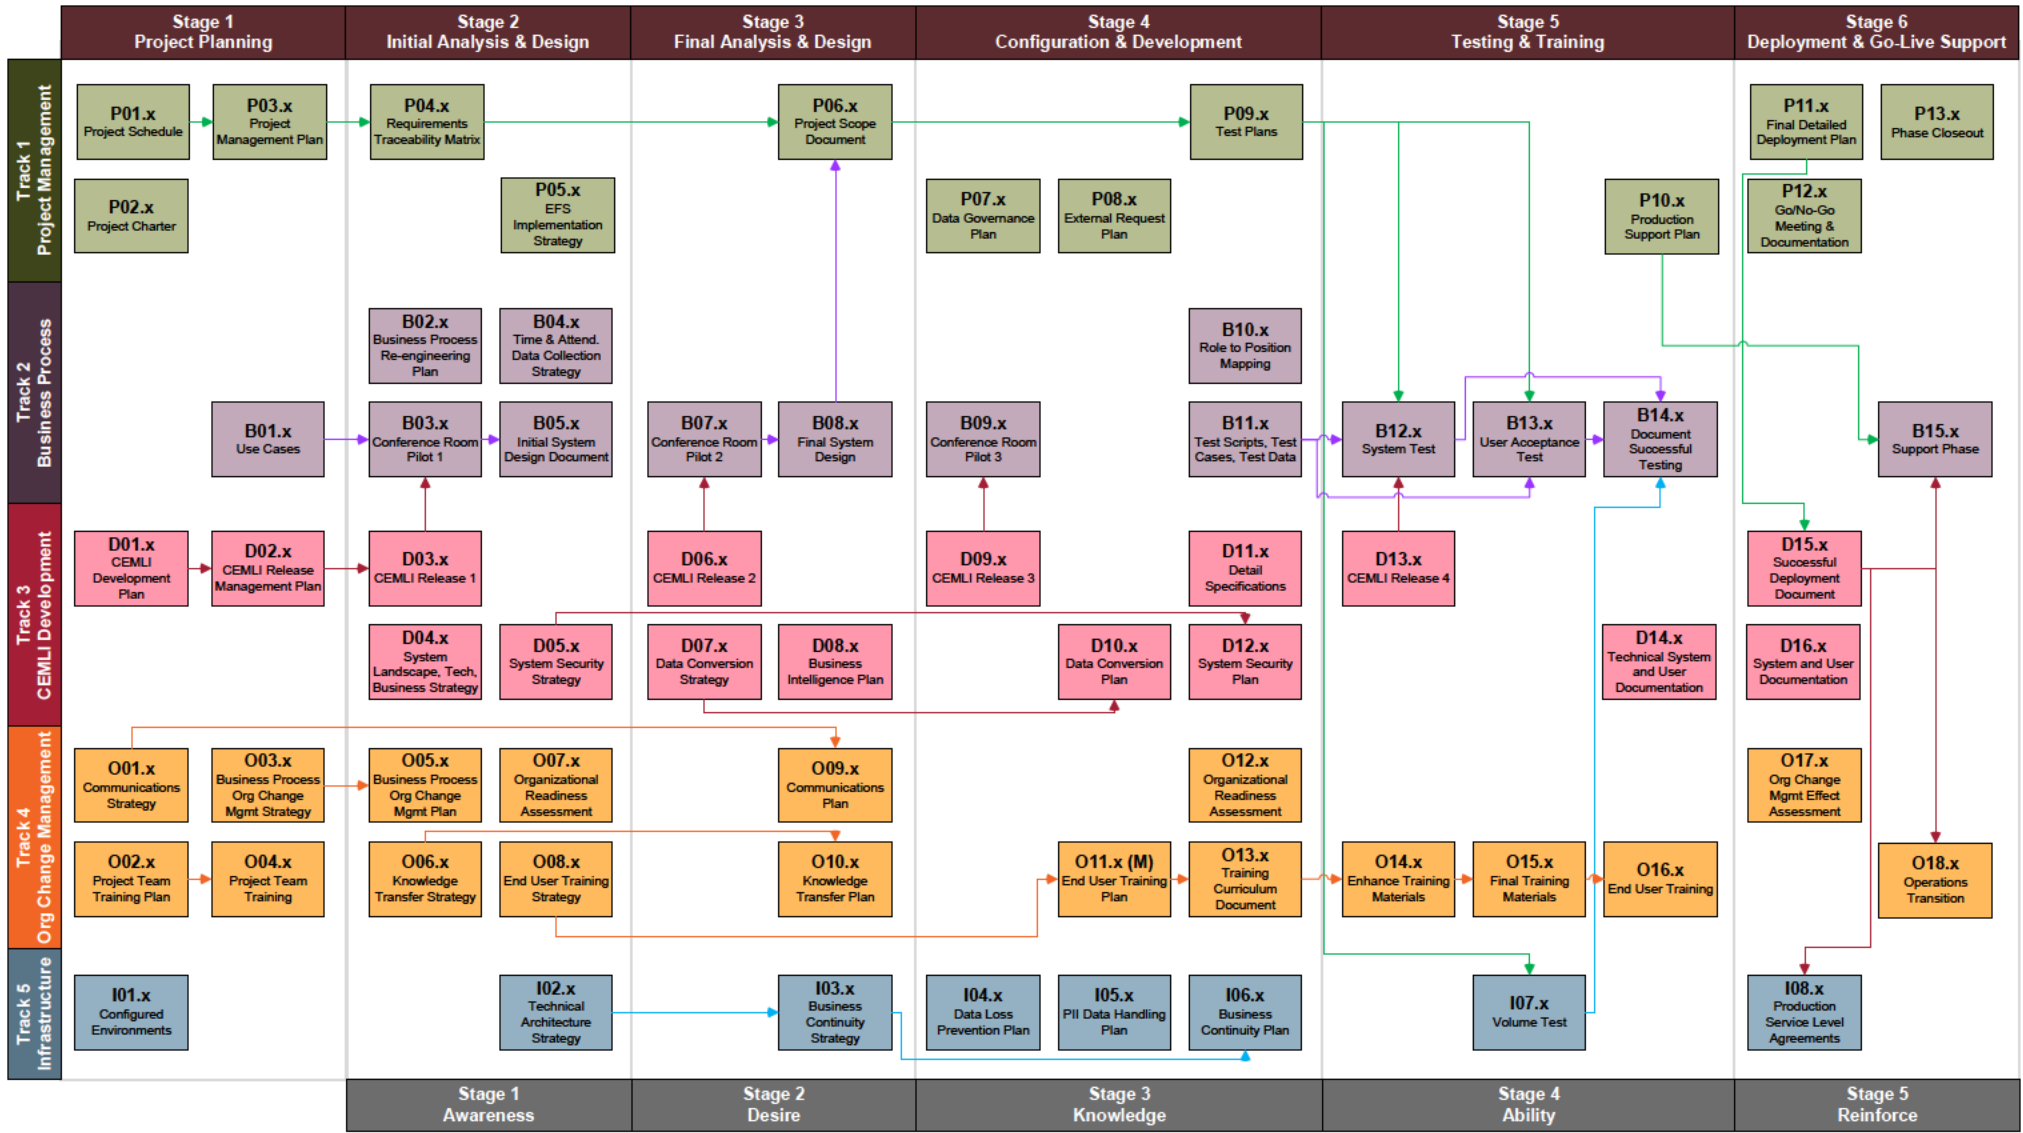 Stage 1
Project Planning
Stage 2
Initial Analysis & Design
Stage 3
Final Analysis & Design
Stage 4
Configuration & Development
Stage 5
Testing & Training
Stage 6
Deployment & Go-Live Support
Track 1
Project Management
P01.x
Project Schedule
P03.x
Project
Management Plan
P04.x
Requirements
Traceability Matrix
P06.x
Project Scope
Document
P09.x
Test Plans
P11.x
Final Detailed
Deployment Plan
P13.x
Phase Closeout
P02.x
Project Charter
P05.x
EFS
Implementation
Strategy
P07.x
Data Governance
Plan
P08.x
External Request
Plan
P10.x
Production
Support Plan
P12.x
Go/No-Go
Meeting &
Documentation
Track 2
Business Process
B02.x
Business Process
Re-engineering
Plan
B04.x
Time & Attend.
Data Collection
Strategy
B10.x
Role to Position
Mapping
B01.x
Use Cases
B03.x
Conference Room
Pilot 1
B05.x
Initial System
Design Document
B07.x
Conference Room
Pilot 2
B08.x
Final System
Design
B09.x
Conference Room
Pilot 3
B11.x
Test Scripts, Test
Cases, Test Data
B12.x
System Test
B13.x
User Acceptance
Test
B14.x
Document
Successful
Testing
B15.x
Support Phase
Track 3
CEMLI Development
D01.x
CEMLI
Development
Plan
D02.x
CEMLI Release
Management Plan
D03.x
CEMLI Release 1
D06.x
CEMLI Release 2
D09.x
CEMLI Release 3
D11.x
Detail
Specifications
D13.x
CEMLI Release 4
D15.x
Successful
Deployment
Document
D04.x
System
Landscape, Tech,
Business Strategy
D05.x
System Security
Strategy
D07.x
Data Conversion
Strategy
D08.x
Business
Intelligence Plan
D10.x
Data Conversion
Plan
D12.x
System Security
Plan
D14.x
Technical System
and User
Documentation
D16.x
System and User
Documentation
Track 4
Org Change Management
O01.x
Communications
Strategy
O03.x
Business Process
Org Change
Mgmt Strategy
O05.x
Business Process
Org Change
Mgmt Plan
O07.x
Organizational
Readiness
Assessment
O09.x
Communications
Plan
O12.x
Organizational
Readiness
Assessment
O17.x
Org Change
Mgmt Effect
Assessment
O02.x
Project Team
Training Plan
O04.x
Project Team
Training
O06.x
Knowledge
Transfer Strategy
O08.x
End User Training
Strategy
O10.x
Knowledge
Transfer Plan
O11.x (M)
End User Training
Plan
O13.x
Training
Curriculum
Document
O14.x
Enhance Training
Materials
O15.x
Final Training
Materials
O16.x
End User Training
O18.x
Operations
Transition
Track 5
Infrastructure
I01.x
Configured
Environments
I02.x
Technical
Architecture
Strategy
I03.x
Business
Continuity
Strategy
I04.x
Data Loss
Prevention Plan
I05.x
PII Data Handling
Plan
I06.x
Business
Continuity Plan
I07.x
Volume Test
I08.x
Production
Service Level
Agreements
Stage 1
Awareness
Stage 2
Desire
Stage 3
Knowledge
Stage 4
Ability
Stage 5
Reinforce